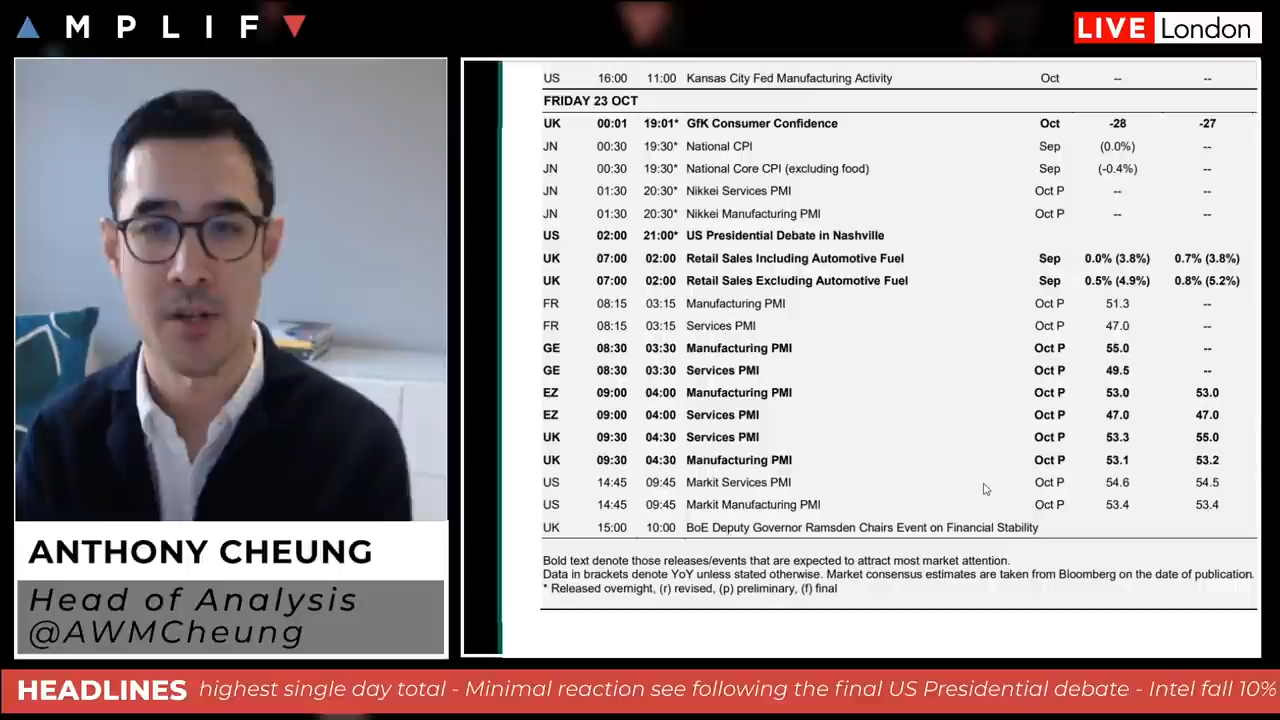 ▲ M P L I F ▼
LIVE London
US 16:00 11:00 Kansas City Fed Manufacturing Activity Oct -- --
FRIDAY 23 OCT
UK 00:01 19:01* GfK Consumer Confidence Oct -28 -27
JN 00:30 19:30* National CPI Sep (0.0%) --
JN 00:30 19:30* National Core CPI (excluding food) Sep (-0.4%) --
JN 01:30 20:30* Nikkei Services PMI Oct P -- --
JN 01:30 20:30* Nikkei Manufacturing PMI Oct P -- --
US 02:00 21:00* US Presidential Debate in Nashville
UK 07:00 02:00 Retail Sales Including Automotive Fuel Sep 0.0% (3.8%) 0.7% (3.8%)
UK 07:00 02:00 Retail Sales Excluding Automotive Fuel Sep 0.5% (4.9%) 0.8% (5.2%)
FR 08:15 03:15 Manufacturing PMI Oct P 51.3 --
FR 08:15 03:15 Services PMI Oct P 47.0 --
GE 08:30 03:30 Manufacturing PMI Oct P 55.0 --
GE 08:30 03:30 Services PMI Oct P 49.5 --
EZ 09:00 04:00 Manufacturing PMI Oct P 53.0 53.0
EZ 09:00 04:00 Services PMI Oct P 47.0 47.0
UK 09:30 04:30 Services PMI Oct P 53.3 55.0
UK 09:30 04:30 Manufacturing PMI Oct P 53.1 53.2
US 14:45 09:45 Markit Services PMI Oct P 54.6 54.5
US 14:45 09:45 Markit Manufacturing PMI Oct P 53.4 53.4
UK 15:00 10:00 BoE Deputy Governor Ramsden Chairs Event on Financial Stability
Bold text denote those releases/events that are expected to attract most market attention.
Data in brackets denote YoY unless stated otherwise. Market consensus estimates are taken from Bloomberg on the date of publication.
* Released overnight, (r) revised, (p) preliminary, (f) final
ANTHONY CHEUNG
Head of Analysis
@AWMCheung
HEADLINES highest single day total - Minimal reaction see following the final US Presidential debate - Intel fall 10%